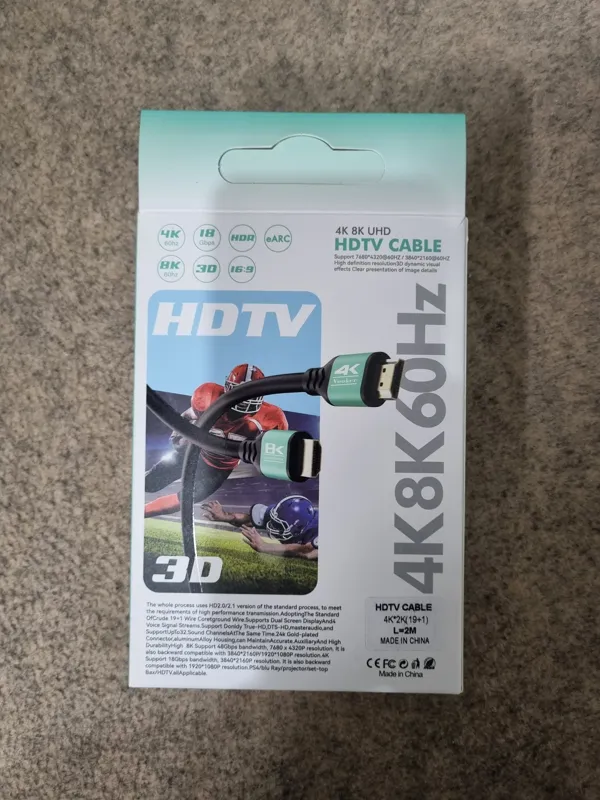 4K
60Hz
18
Gbps
HDR
eARC
8K
60hz
3D
16:9
4K 8K UHD
HDTV CABLE
Support 7680*4320@60HZ / 3840*2160@60HZ
High definition resolution3D dynamic visual
effects Clear presentation of image details
HDTV
4K
8K
3D
4K8K60Hz
The whole process uses HD2.0/2.1 version of the standard process, to meet
the requirements of high performance transmission.AdoptingThe Standard
OfCrude 19+1 Wire Coreground Wire,Supports Dual Screen DisplayAnd4
Voice Signal Streams.Support Dooldy True-HD,DTS-HD,masteraudio,and
SupportUpTo32 Sound ChannelsAtThe Same Time.24k Gold-plated
Connector,aluminumAlloy Housing,can MaintainAccurate.AuxiliaryAnd High
DurabilityHigh 8K Support 48Gbps bandwidth, 7680 x 4320P resolution. It is
also backward compatible with 3840*2160P/1920*1080P resolution.4K
Support 18Gbps bandwidth, 3840*2160P resolution. It is also backward
compatible with 1920*1080P resolution.PS4/Blu Ray/projector/set-top
Box/HDTV.allApplicable.
HDTV CABLE
4K*2K(19+1)
L=2M
MADE IN CHINA
CE FC
Made in China